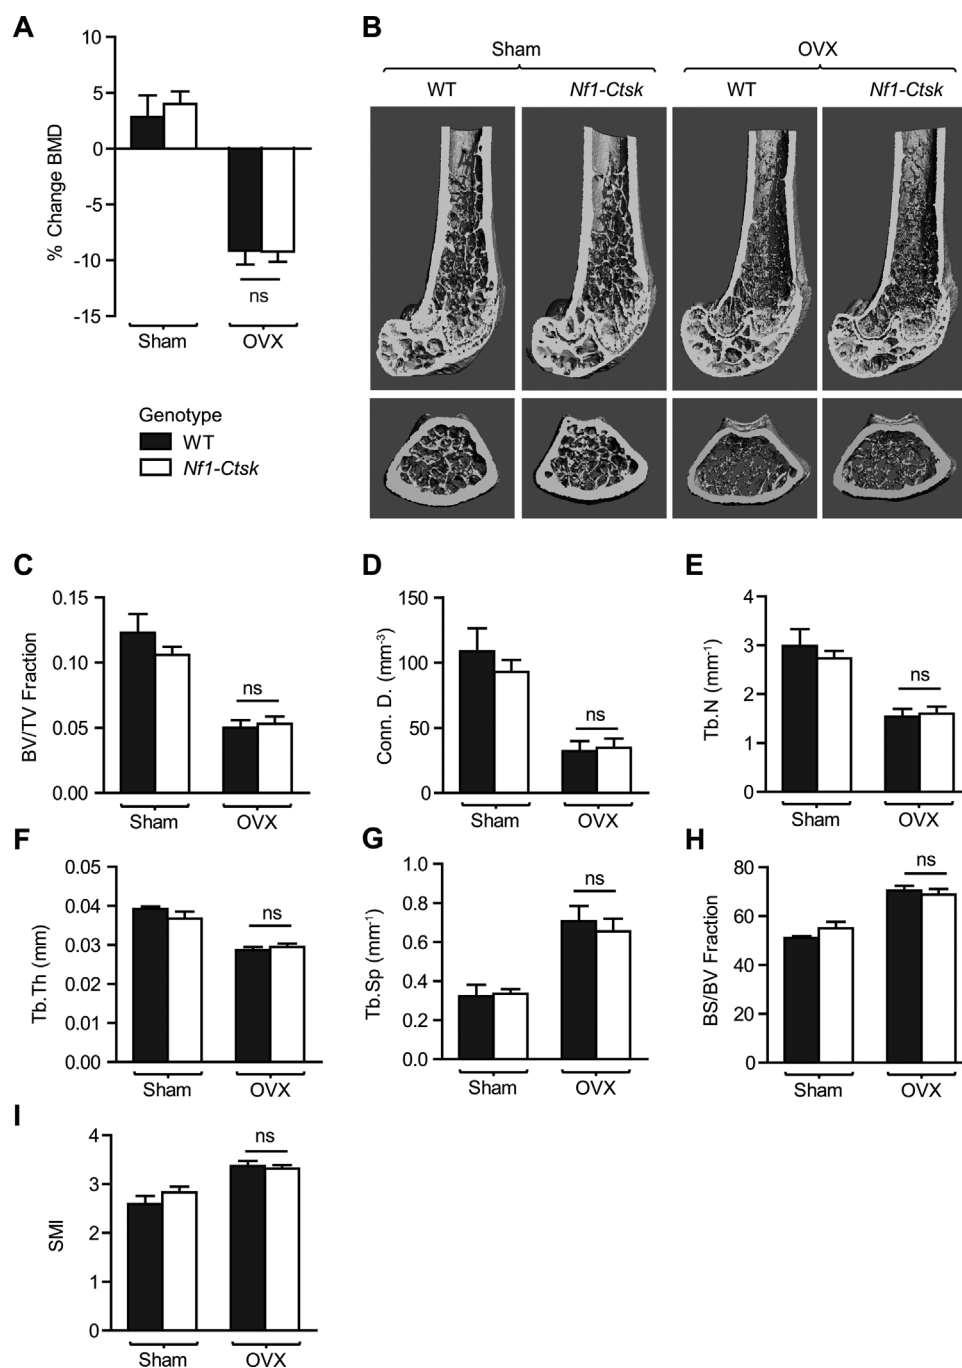 A
% Change BMD
10
5
0
-5
-10
-15
ns
Sham OVX
Genotype
WT
Nf1-Ctsk
B
Sham OVX
WT Nf1-Ctsk WT Nf1-Ctsk
C
BV/TV Fraction
0.15
0.10
0.05
0.00
ns
Sham OVX
D
Conn. D. (mm-3)
150
100
50
0
ns
Sham OVX
E
Tb.N (mm-1)
4
3
2
1
0
ns
Sham OVX
F
Tb.Th (mm)
0.05
0.04
0.03
0.02
0.01
0.00
ns
Sham OVX
G
Tb.Sp (mm-1)
1.0
0.8
0.6
0.4
0.2
0.0
ns
Sham OVX
H
BS/BV Fraction
80
60
40
20
0
ns
Sham OVX
I
SMI
4
3
2
1
0
ns
Sham OVX